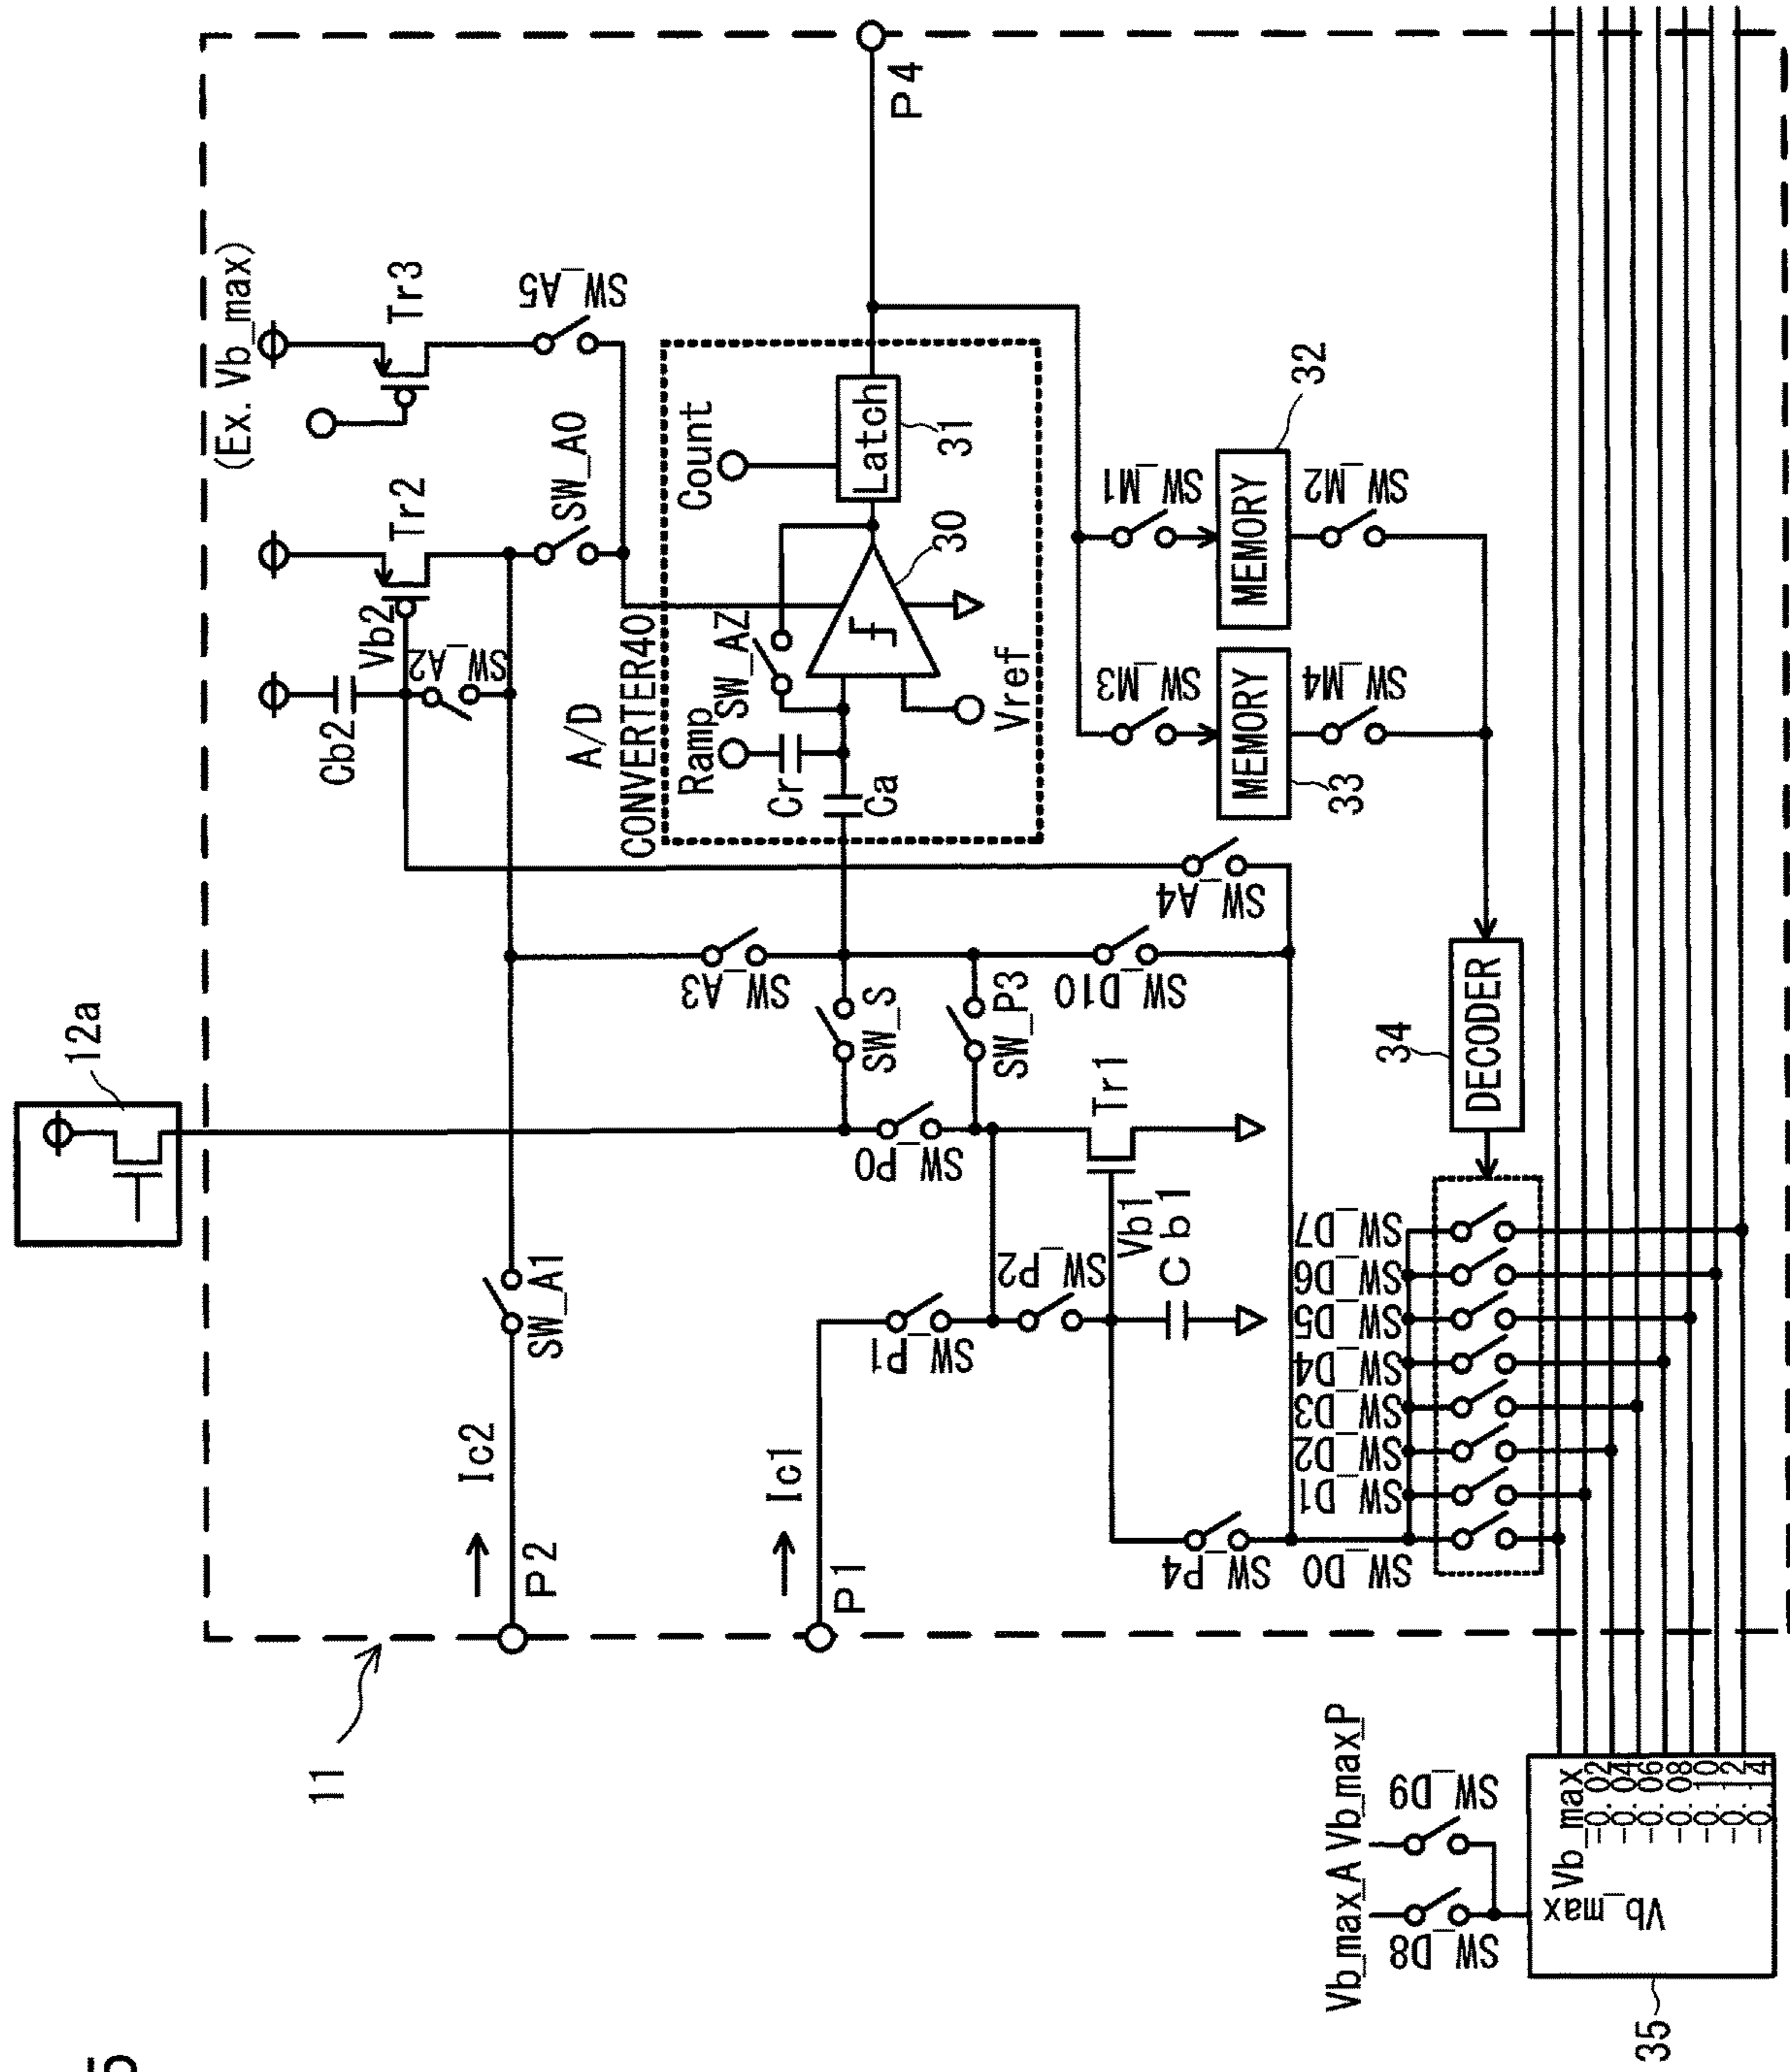 5
11
12a
Ic2
P2
SW_A1
Ic1
P1
SW_P1
SW_P2
SW_P0
SW_P3
SW_S
SW_A3
SW_D10
SW_A4
SW_P4
Vb1
Cb1
Tr1
Cb2
Vb2
SW_A2
Tr2
SW_A0
(Ex. Vb_max)
Tr3
SW_A5
A/D
CONVERTER40
Ramp
Cr
Ca
SW_AZ
Vref
30
Count
Latch
31
P4
SW_M1
MEMORY
32
SW_M2
SW_M3
MEMORY
33
SW_M4
34
DECODER
SW_D0
SW_D1
SW_D2
SW_D3
SW_D4
SW_D5
SW_D6
SW_D7
Vb_max_A
Vb_max_P
SW_D8
SW_D9
Vb_max
Vb_max
-0.02
-0.04
-0.06
-0.08
-0.10
-0.12
-0.14
35